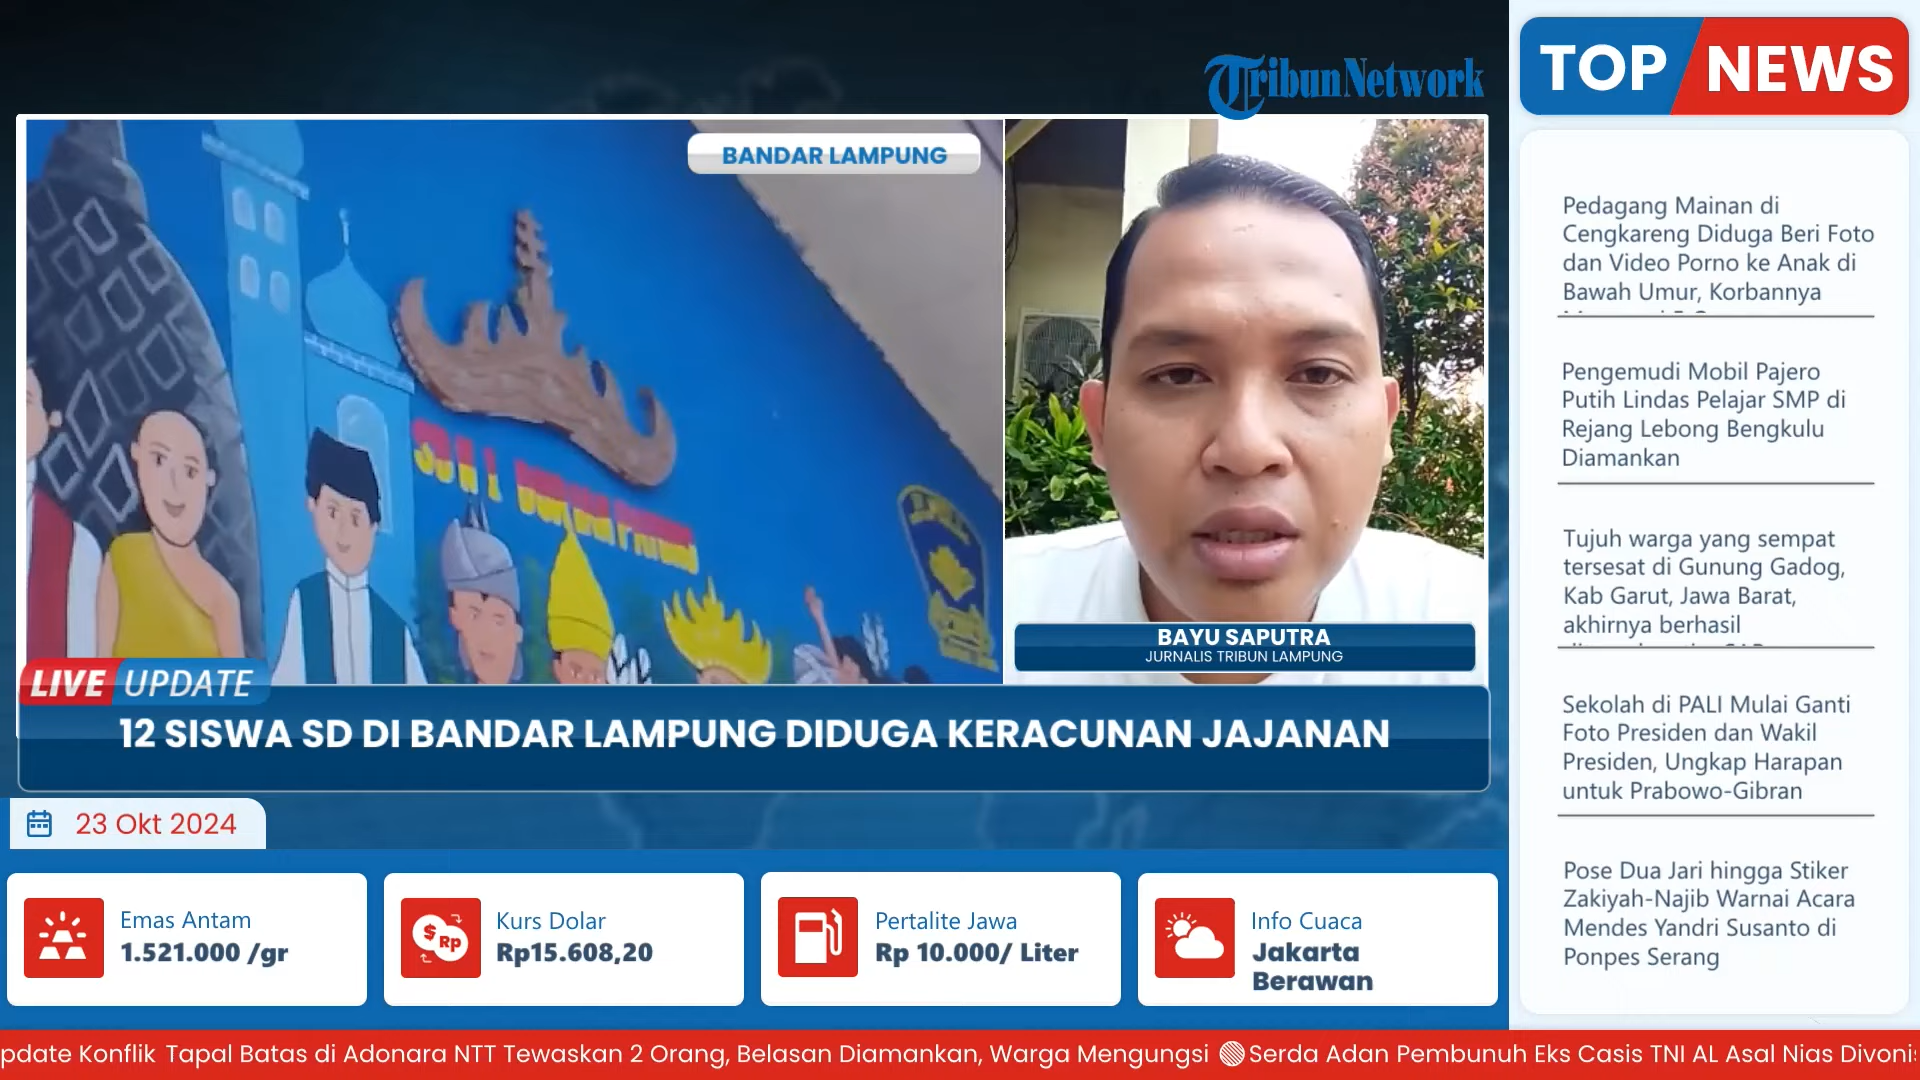 TribunNetwork
TOP NEWS
BANDAR LAMPUNG
BAYU SAPUTRA
JURNALIS TRIBUN LAMPUNG
LIVE UPDATE
12 SISWA SD DI BANDAR LAMPUNG DIDUGA KERACUNAN JAJANAN
23 Okt 2024
Emas Antam
1.521.000 /gr
Kurs Dolar
Rp15.608,20
Pertalite Jawa
Rp 10.000/ Liter
Info Cuaca
Jakarta
Berawan
Pedagang Mainan di
Cengkareng Diduga Beri Foto
dan Video Porno ke Anak di
Bawah Umur, Korbannya
Pengemudi Mobil Pajero
Putih Lindas Pelajar SMP di
Rejang Lebong Bengkulu
Diamankan
Tujuh warga yang sempat
tersesat di Gunung Gadog,
Kab Garut, Jawa Barat,
akhirnya berhasil
Sekolah di PALI Mulai Ganti
Foto Presiden dan Wakil
Presiden, Ungkap Harapan
untuk Prabowo-Gibran
Pose Dua Jari hingga Stiker
Zakiyah-Najib Warnai Acara
Mendes Yandri Susanto di
Ponpes Serang
pdate Konflik Tapal Batas di Adonara NTT Tewaskan 2 Orang, Belasan Diamankan, Warga Mengungsi Serda Adan Pembunuh Eks Casis TNI AL Asal Nias Divoni